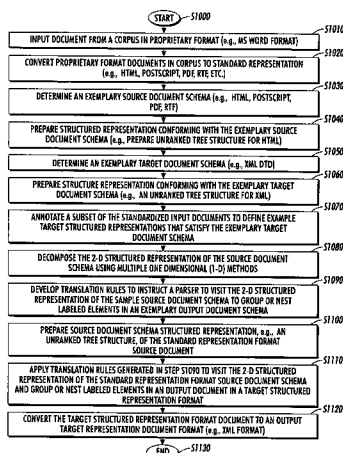 START
S1000
S1010
INPUT DOCUMENT FROM A CORPUS IN PROPRIETARY FORMAT (e.g., MS WORD FORMAT)
S1020
CONVERT PROPRIETARY FORMAT DOCUMENTS IN CORPUS TO STANDARD REPRESENTATION
(e.g., HTML, POSTSCRIPT, PDF, RTF, ETC.)
S1030
DETERMINE AN EXEMPLARY SOURCE DOCUMENT SCHEMA (e.g., HTML, POSTSCRIPT,
PDF, RTF)
S1040
PREPARE STRUCTURED REPRESENTATION CONFORMING WITH THE EXEMPLARY SOURCE
DOCUMENT SCHEMA (e.g., PREPARE UNRANKED TREE STRUCTURE FOR HTML)
S1050
DETERMINE AN EXEMPLARY TARGET DOCUMENT SCHEMA (e.g., XML DTD)
S1060
PREPARE STRUCTURE REPRESENTATION CONFORMING WITH THE EXEMPLARY TARGET
DOCUMENT SCHEMA (e.g., AN UNRANKED TREE STRUCTURE FOR XML)
S1070
ANNOTATE A SUBSET OF THE STANDARDIZED INPUT DOCUMENTS TO DEFINE EXAMPLE
TARGET STRUCTURED REPRESENTATIONS THAT SATISFY THE EXEMPLARY TARGET
DOCUMENT SCHEMA
S1080
DECOMPOSE THE 2-D STRUCTURED REPRESENTATION OF THE SOURCE DOCUMENT
SCHEMA USING MULTIPLE ONE DIMENSIONAL (1-D) METHODS
S1090
DEVELOP TRANSLATION RULES TO INSTRUCT A PARSER TO VISIT THE 2-D STRUCTURED
REPRESENTATION OF THE SAMPLE SOURCE DOCUMENT SCHEMA TO GROUP OR NEST
LABELED ELEMENTS IN AN EXEMPLARY OUTPUT DOCUMENT SCHEMA
S1100
PREPARE SOURCE DOCUMENT SCHEMA STRUCTURED REPRESENTATION, e.g., AN
UNRANKED TREE STRUCTURE, OF THE STANDARD REPRESENTATION FORMAT
SOURCE DOCUMENT
S1110
APPLY TRANSLATION RULES GENERATED IN STEP S1090 TO VISIT THE 2-D STRUCTURED
REPRESENTATION OF THE STANDARD REPRESENTATION FORMAT SOURCE DOCUMENT SCHEMA
AND GROUP OR NEST LABELED ELEMENTS IN AN OUTPUT DOCUMENT IN A TARGET STRUCTURED
REPRESENTATION FORMAT
S1120
CONVERT THE TARGET STRUCTURED REPRESENTATION FORMAT DOCUMENT TO AN OUTPUT
TARGET REPRESENTATION DOCUMENT FORMAT (e.g., XML FORMAT)
END
S1130